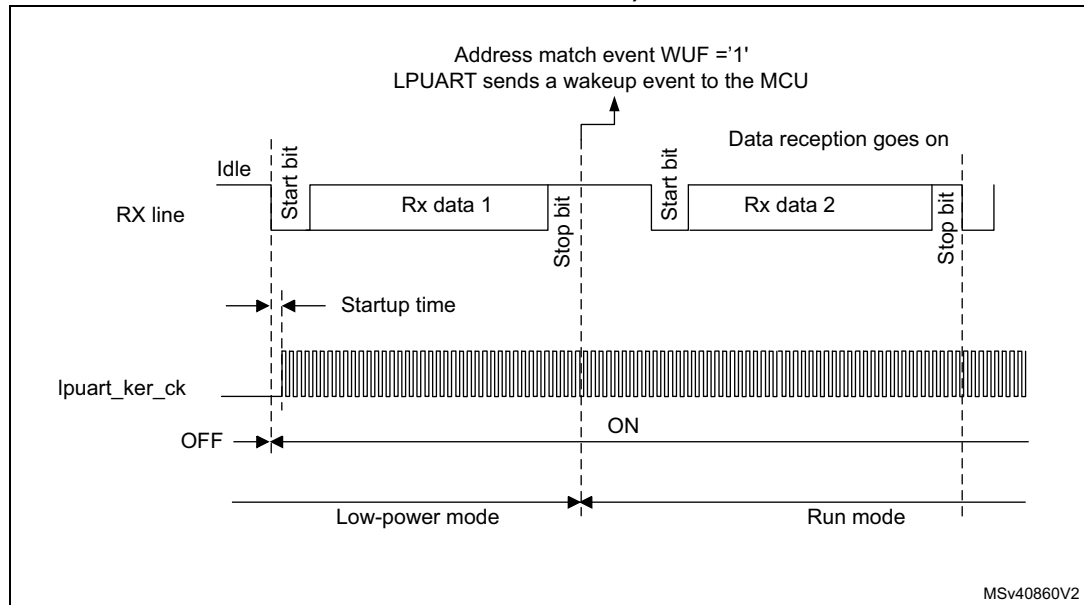 Address match event WUF ='1'
LPUART sends a wakeup event to the MCU
Data reception goes on
Idle
RX line
Start bit
Rx data 1
Stop bit
Start bit
Rx data 2
Stop bit
Startup time
lpuart_ker_ck
OFF
ON
Low-power mode
Run mode
MSv40860V2